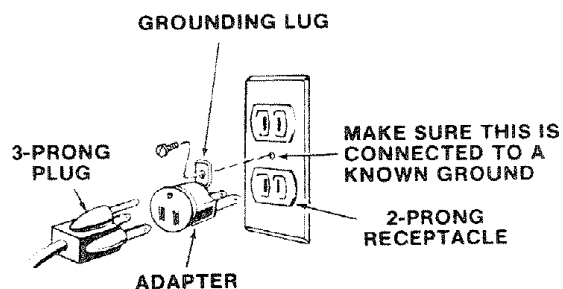 GROUNDING LUG
3-PRONG
PLUG
MAKE SURE THIS IS
CONNECTED TO A
KNOWN GROUND
2-PRONG
RECEPTACLE
ADAPTER